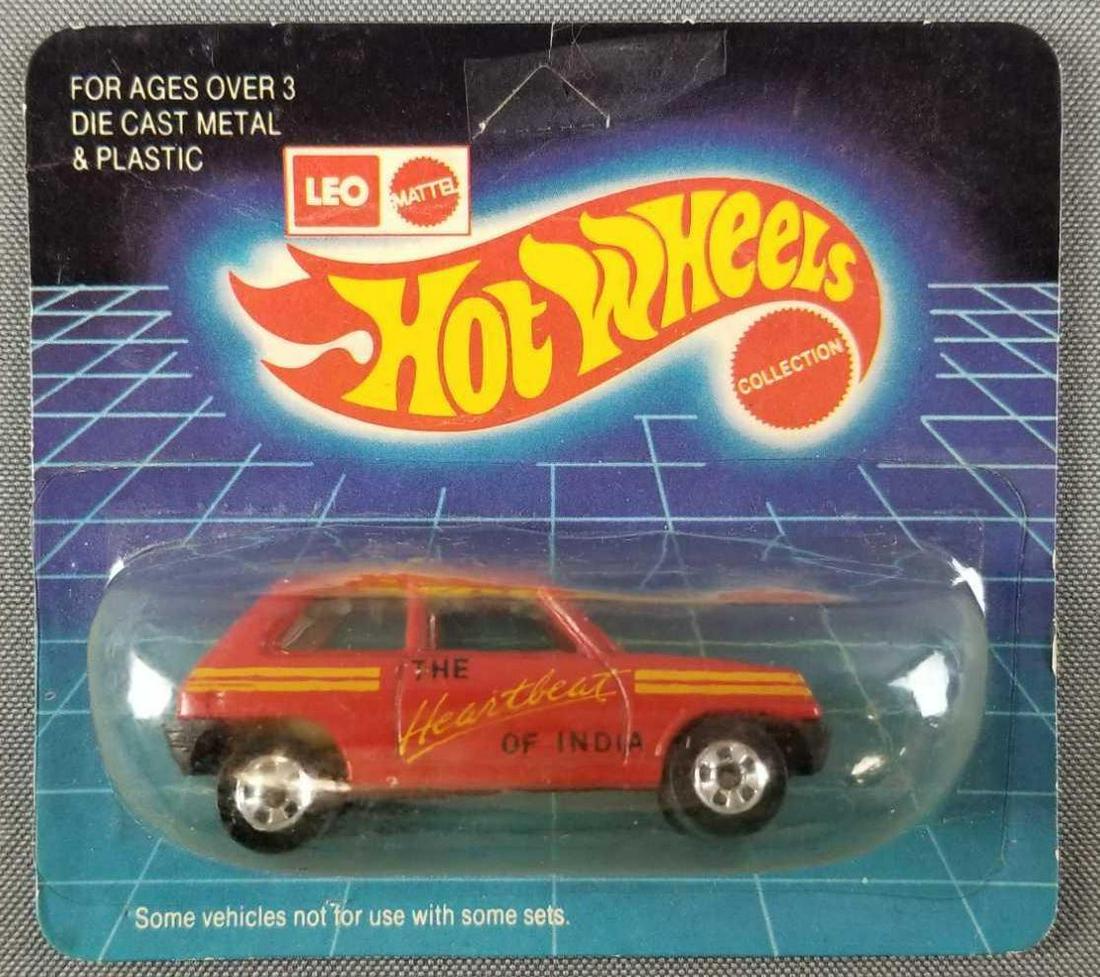 FOR AGES OVER 3
DIE CAST METAL
& PLASTIC
LEO
MATTEL
HOT WHEELS
COLLECTION
THE
Heartbeat
OF INDIA
Some vehicles not for use with some sets.